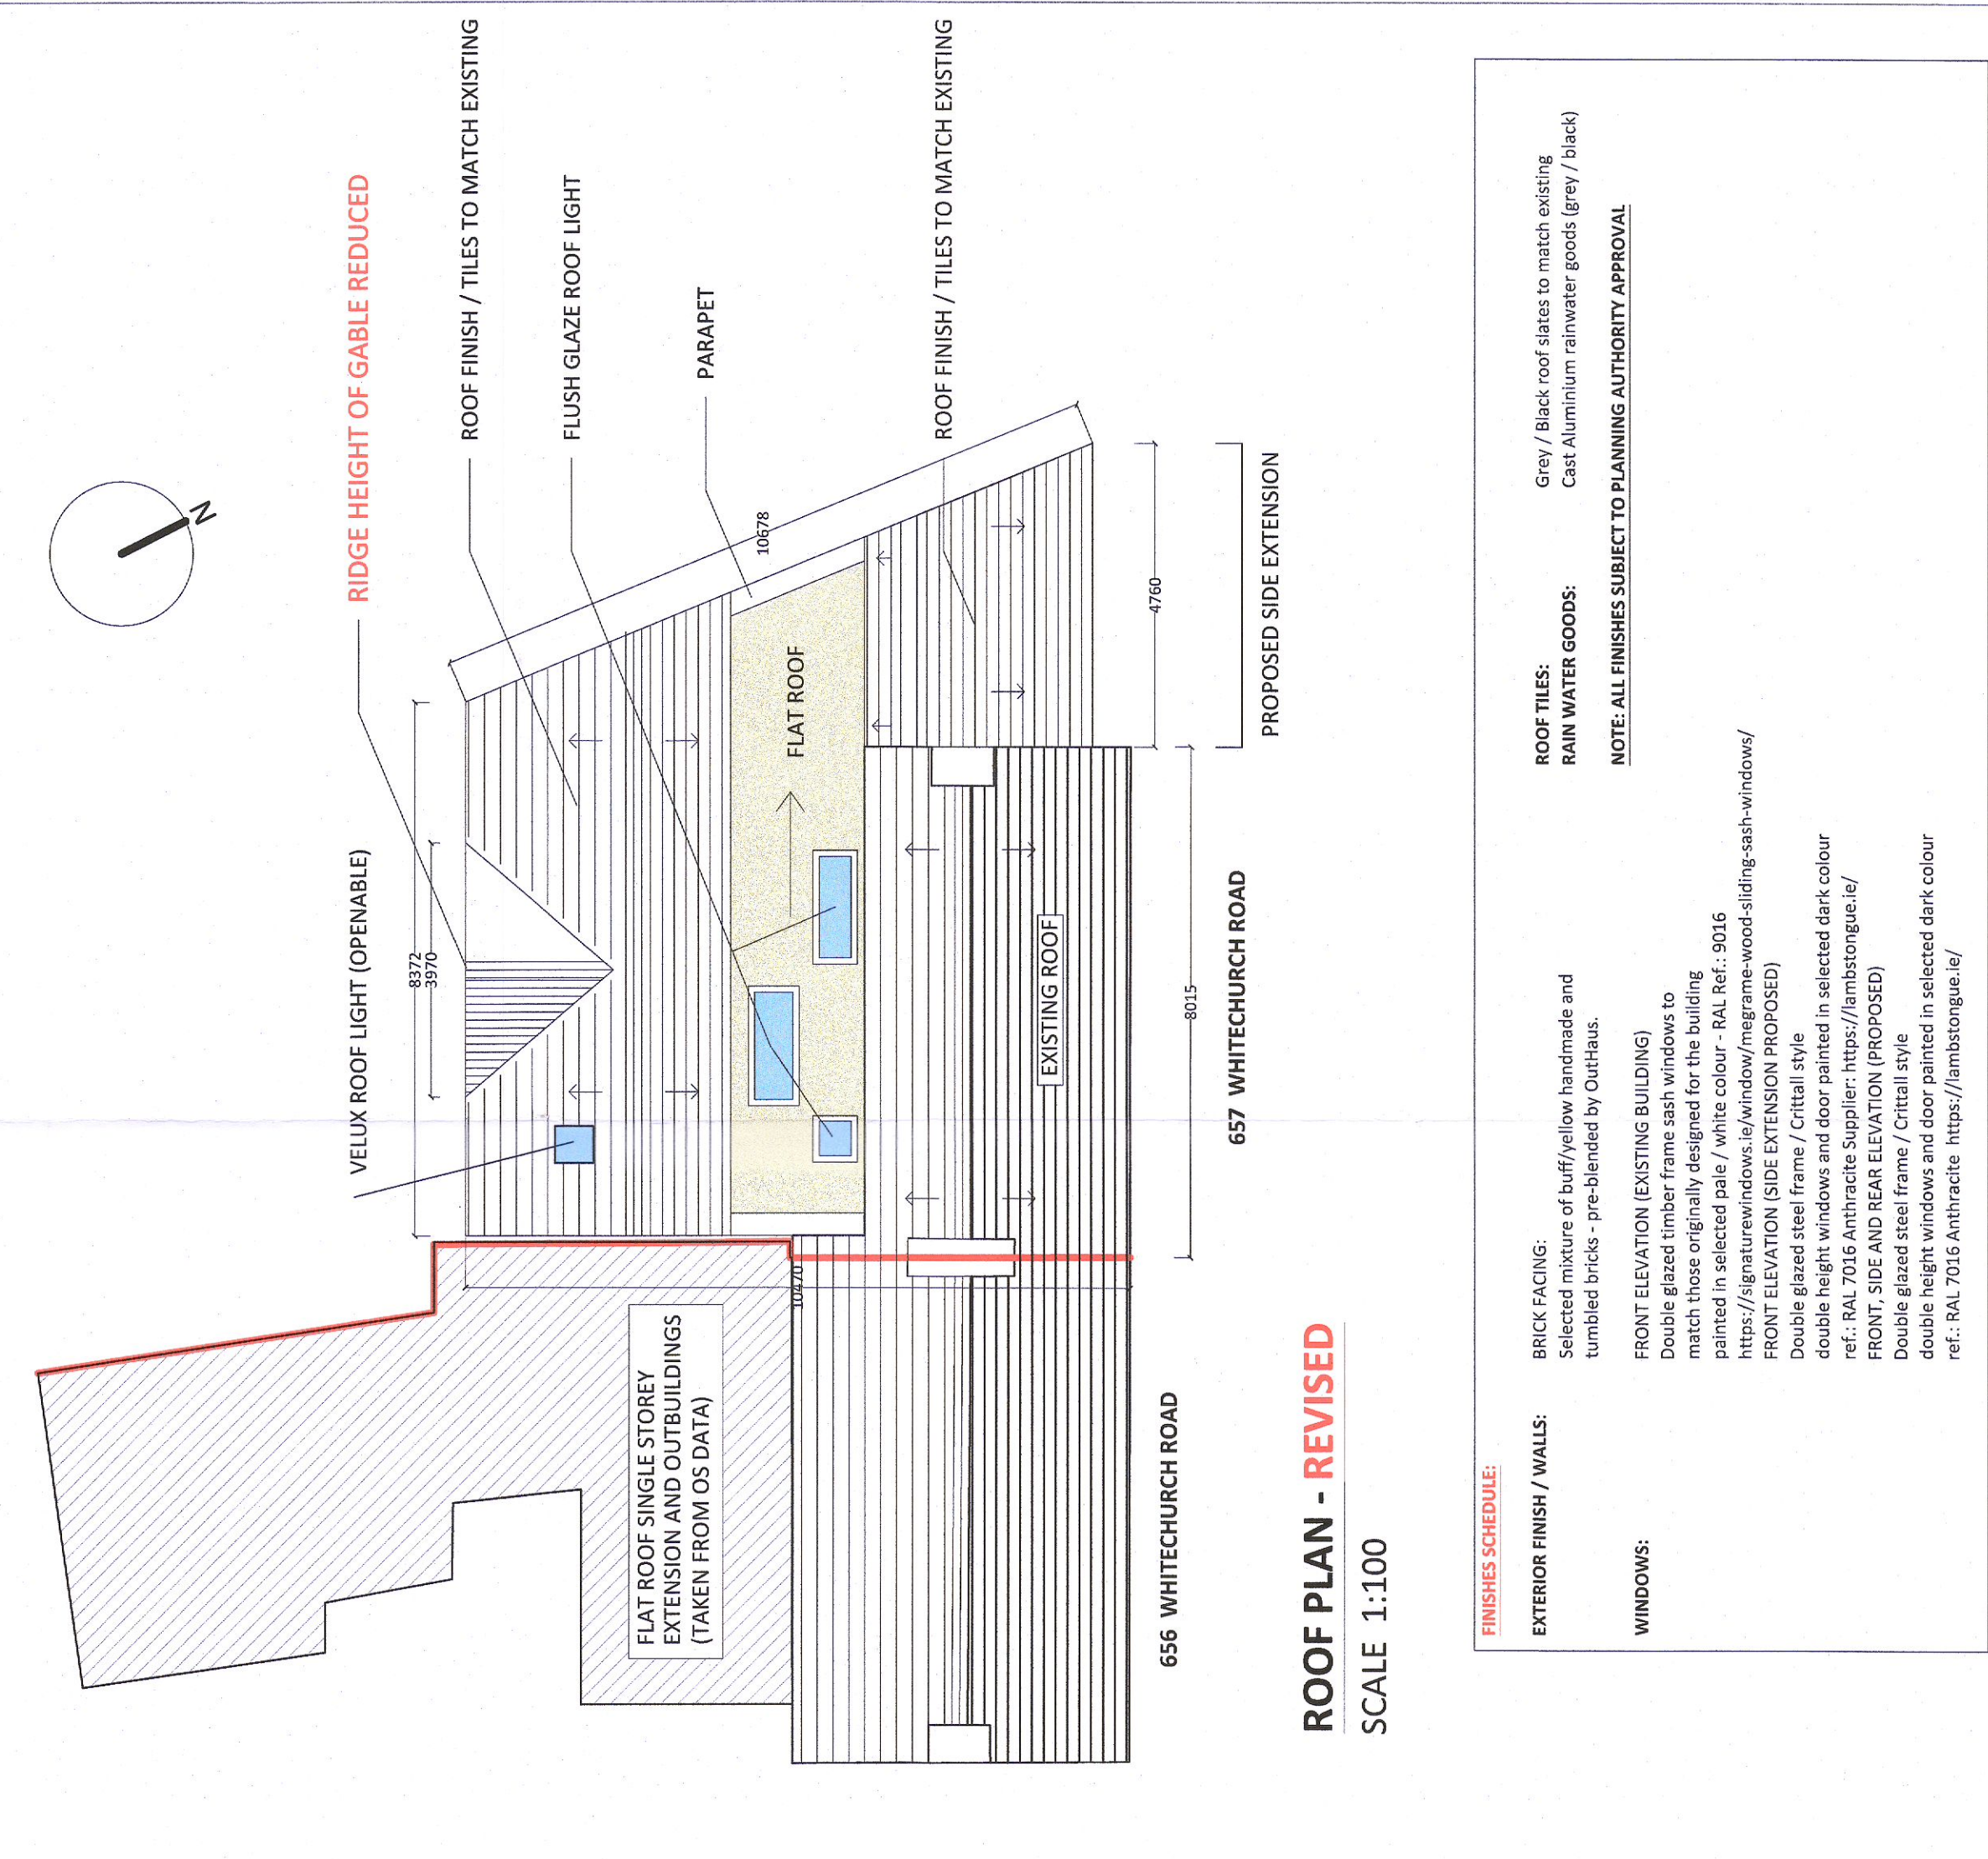 N
RIDGE HEIGHT OF GABLE REDUCED
VELUX ROOF LIGHT (OPENABLE)
ROOF FINISH / TILES TO MATCH EXISTING
FLUSH GLAZE ROOF LIGHT
PARAPET
ROOF FINISH / TILES TO MATCH EXISTING
8372
3970
10678
FLAT ROOF
4760
PROPOSED SIDE EXTENSION
EXISTING ROOF
8015
10470
FLAT ROOF SINGLE STOREY
EXTENSION AND OUTBUILDINGS
(TAKEN FROM OS DATA)
656 WHITECHURCH ROAD
657 WHITECHURCH ROAD
ROOF PLAN - REVISED
SCALE 1:100
FINISHES SCHEDULE:
EXTERIOR FINISH / WALLS:
BRICK FACING:
Selected mixture of buff/yellow handmade and
tumbled bricks - pre-blended by OutHaus.
WINDOWS:
FRONT ELEVATION (EXISTING BUILDING)
Double glazed timber frame sash windows to
match those originally designed for the building
painted in selected pale / white colour - RAL Ref.: 9016
https://signaturewindows.ie/window/megrame-wood-sliding-sash-windows/
FRONT ELEVATION (SIDE EXTENSION PROPOSED)
Double glazed steel frame / Crittall style
double height windows and door painted in selected dark colour
ref.: RAL 7016 Anthracite Supplier: https://lambstongue.ie/
FRONT, SIDE AND REAR ELEVATION (PROPOSED)
Double glazed steel frame / Crittall style
double height windows and door painted in selected dark colour
ref.: RAL 7016 Anthracite https://lambstongue.ie/
ROOF TILES: Grey / Black roof slates to match existing
RAIN WATER GOODS: Cast Aluminium rainwater goods (grey / black)
NOTE: ALL FINISHES SUBJECT TO PLANNING AUTHORITY APPROVAL